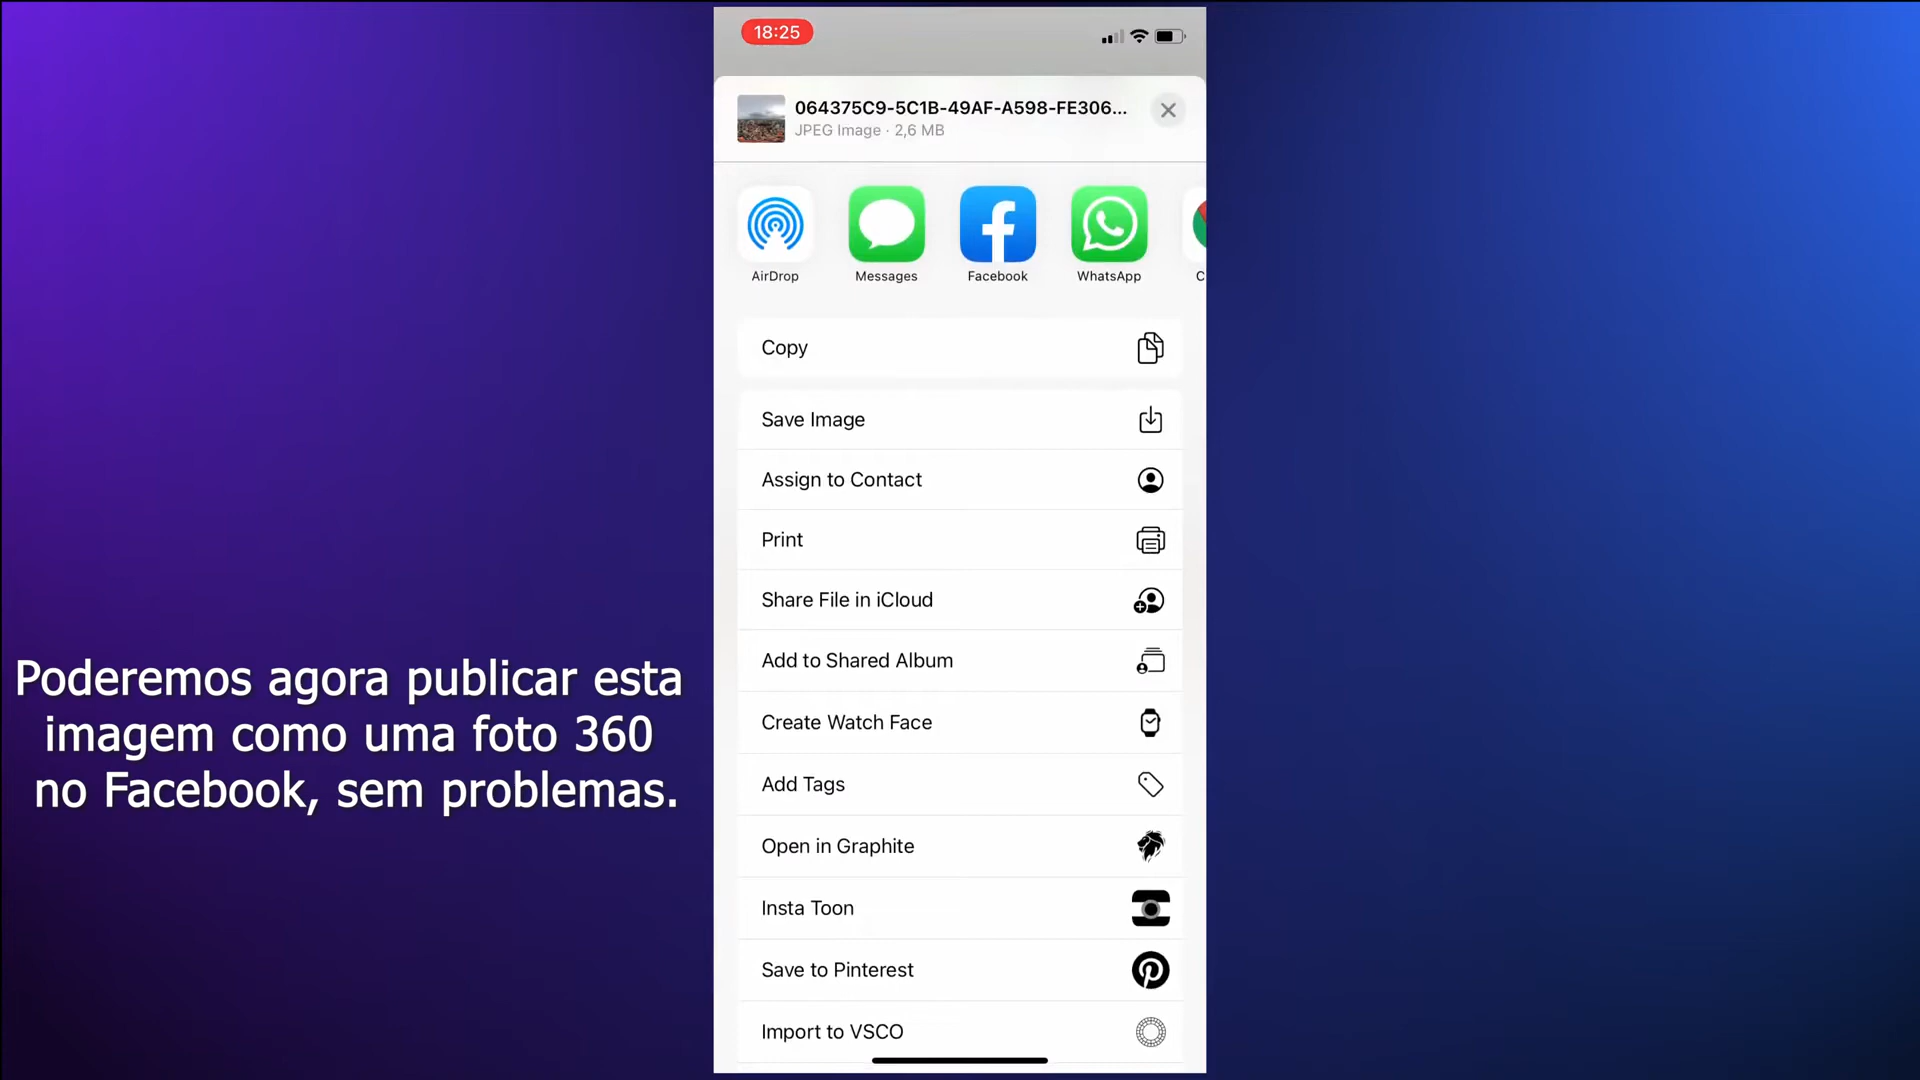 18:25
064375C9-5C1B-49AF-A598-FE306...
JPEG Image · 2,6 MB
AirDrop
Messages
Facebook
WhatsApp
C
Copy
Save Image
Assign to Contact
Print
Share File in iCloud
Add to Shared Album
Create Watch Face
Add Tags
Open in Graphite
Insta Toon
Save to Pinterest
Import to VSCO
Poderemos agora publicar esta
imagem como uma foto 360
no Facebook, sem problemas.